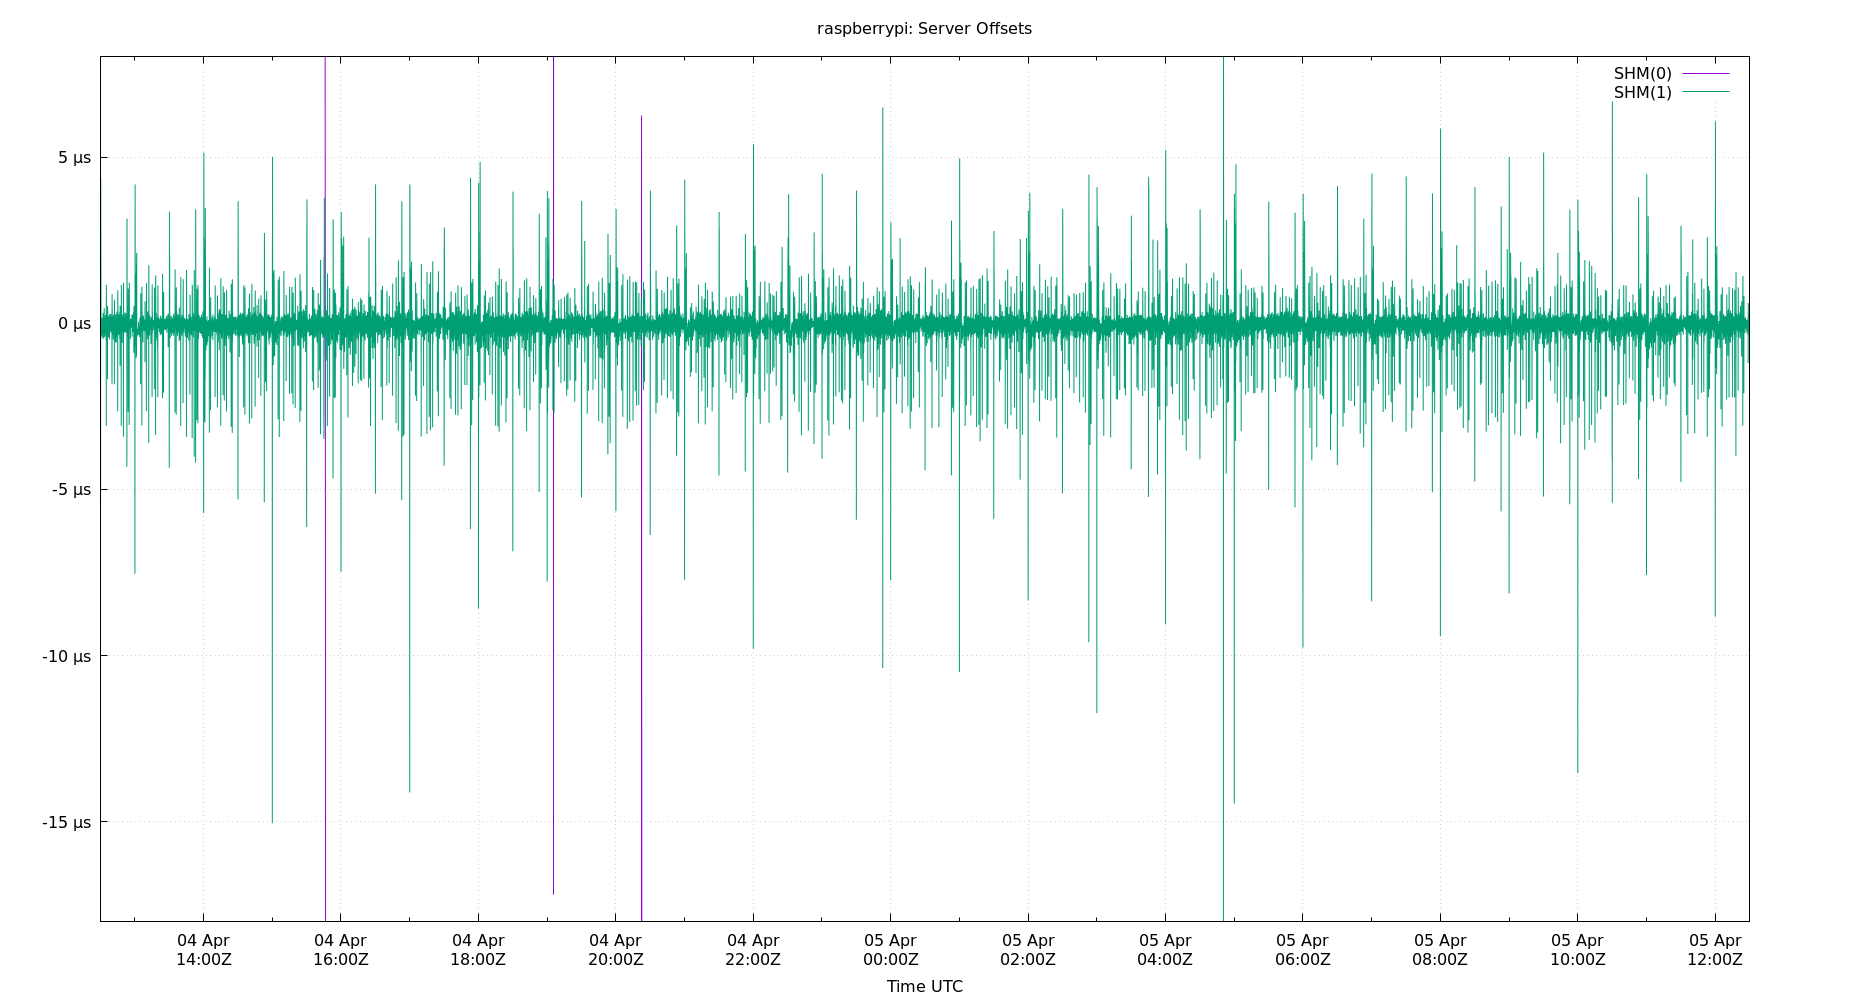 raspberrypi: Server Offsets
SHM(0)
SHM(1)
5 µs
0 µs
-5 µs
-10 µs
-15 µs
04 Apr 04 Apr 04 Apr 04 Apr 04 Apr 05 Apr 05 Apr 05 Apr 05 Apr 05 Apr 05 Apr 05 Apr
14:00Z 16:00Z 18:00Z 20:00Z 22:00Z 00:00Z 02:00Z 04:00Z 06:00Z 08:00Z 10:00Z 12:00Z
Time UTC